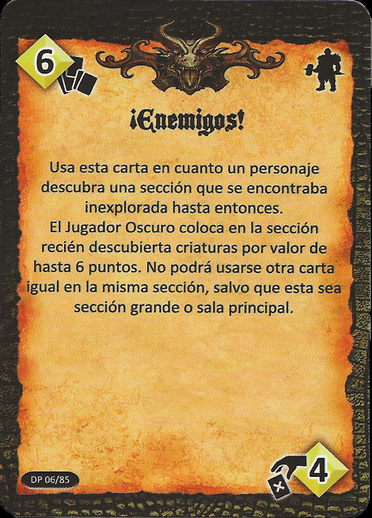 6
¡Enemigos!
Usa esta carta en cuanto un personaje
descubra una sección que se encontraba
inexplorada hasta entonces.
El Jugador Oscuro coloca en la sección
recién descubierta criaturas por valor de
hasta 6 puntos. No podrá usarse otra carta
igual en la misma sección, salvo que esta sea
sección grande o sala principal.
DP 06/85
4